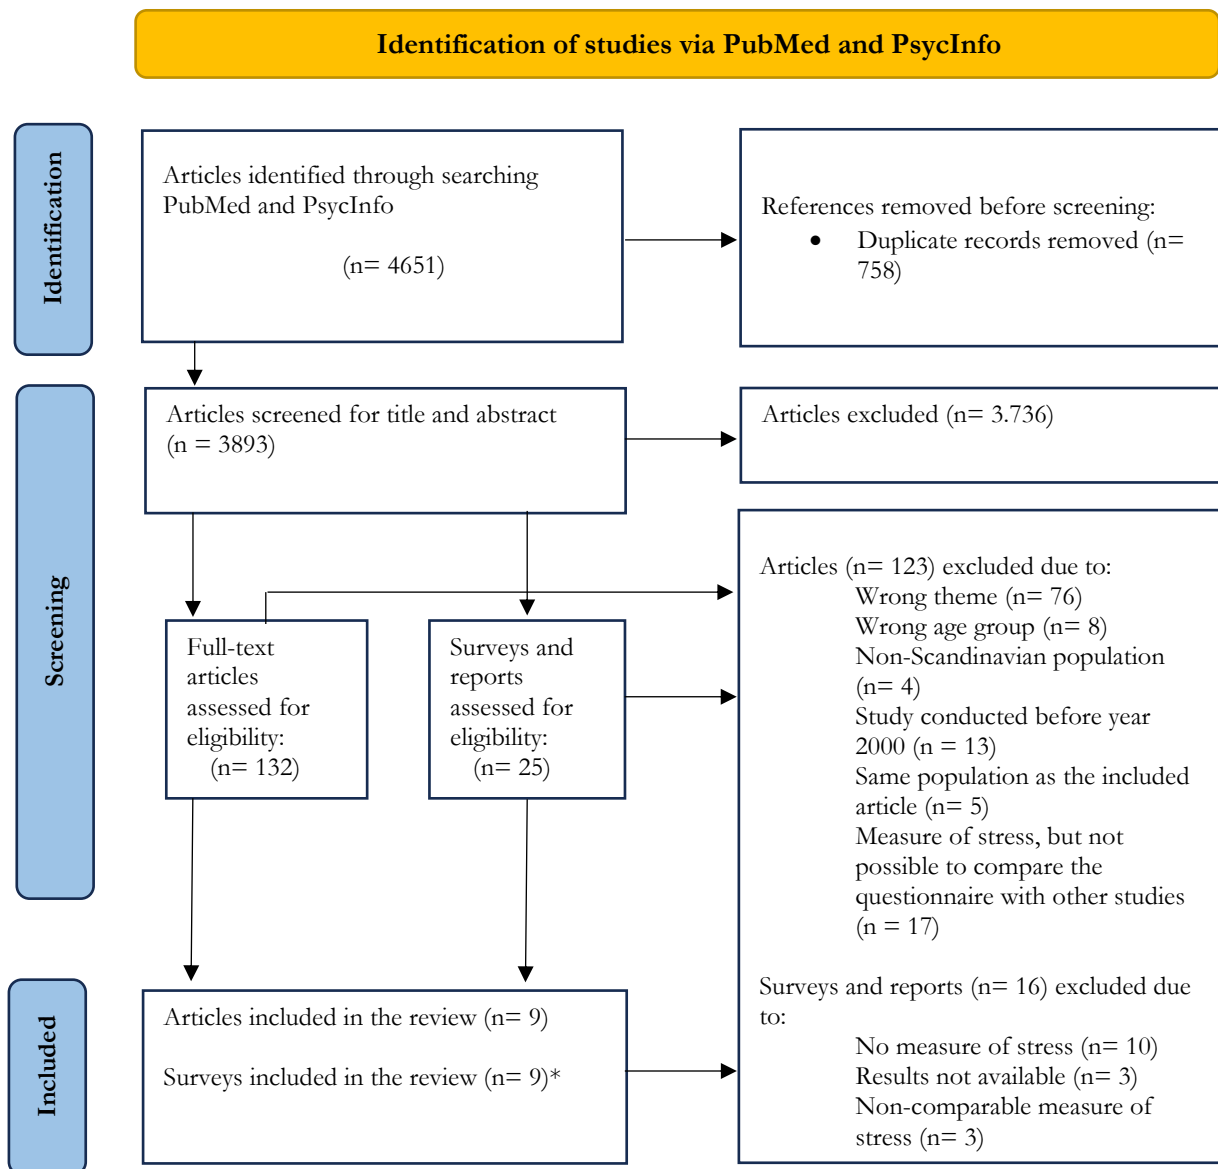 Identification of studies via PubMed and PsycInfo
Identification
Articles identified through searching
PubMed and PsycInfo
(n= 4651)
References removed before screening:
• Duplicate records removed (n=
758)
Screening
Articles screened for title and abstract
(n = 3893)
Articles excluded (n= 3.736)
Full-text
articles
assessed for
eligibility:
(n= 132)
Surveys and
reports
assessed for
eligibility:
(n= 25)
Articles (n= 123) excluded due to:
Wrong theme (n= 76)
Wrong age group (n= 8)
Non-Scandinavian population
(n= 4)
Study conducted before year
2000 (n = 13)
Same population as the included
article (n= 5)
Measure of stress, but not
possible to compare the
questionnaire with other studies
(n = 17)
Surveys and reports (n= 16) excluded due
to:
No measure of stress (n= 10)
Results not available (n= 3)
Non-comparable measure of
stress (n= 3)
Included
Articles included in the review (n= 9)
Surveys included in the review (n= 9)*